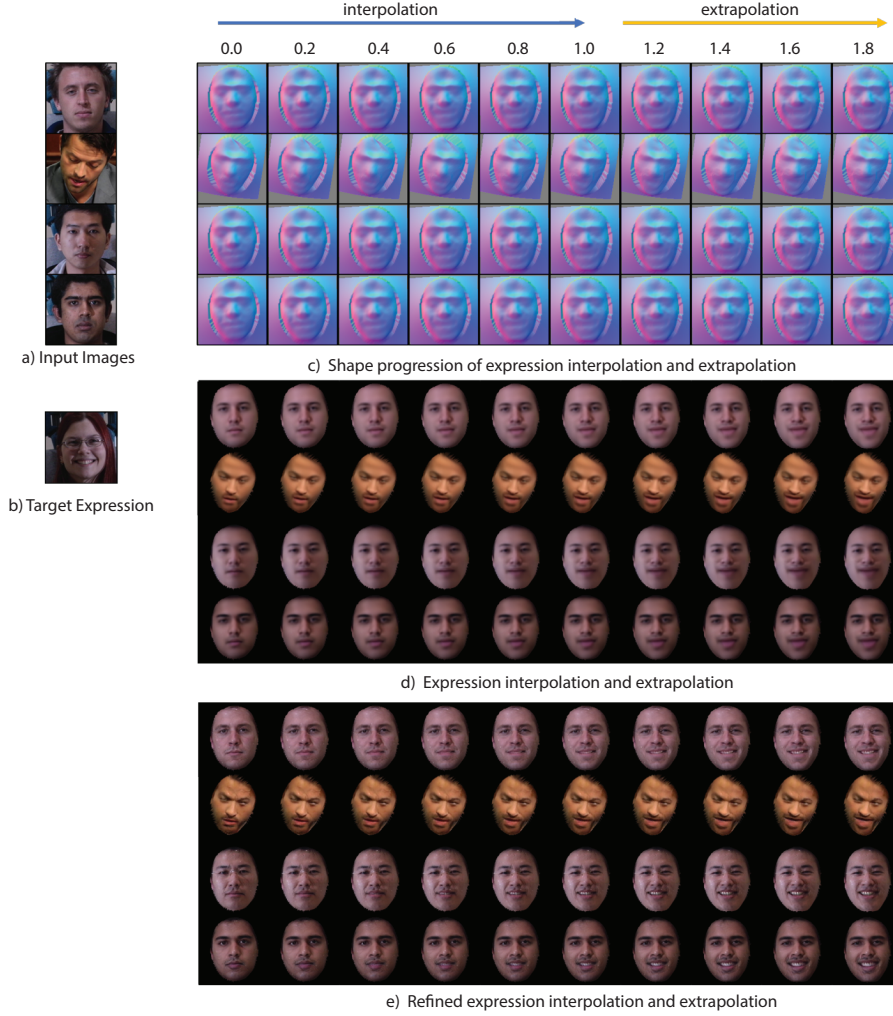 interpolation extrapolation
0.0 0.2 0.4 0.6 0.8 1.0 1.2 1.4 1.6 1.8
a) Input Images
c) Shape progression of expression interpolation and extrapolation
b) Target Expression
d) Expression interpolation and extrapolation
e) Refined expression interpolation and extrapolation